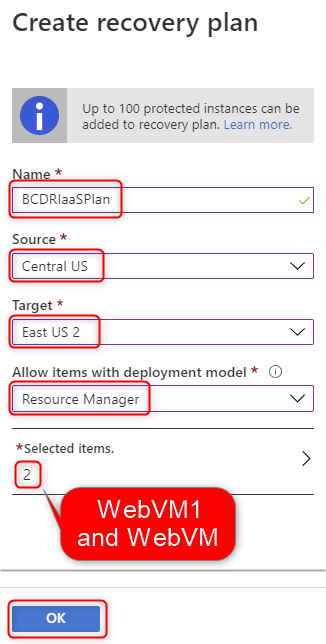 Create recovery plan
Up to 100 protected instances can be
added to recovery plan. Learn more.
Name *
BCDRIaaSPlan
Source *
Central US
Target *
East US 2
Allow items with deployment model *
Resource Manager
*Selected items.
2
WebVM1
and WebVM
OK